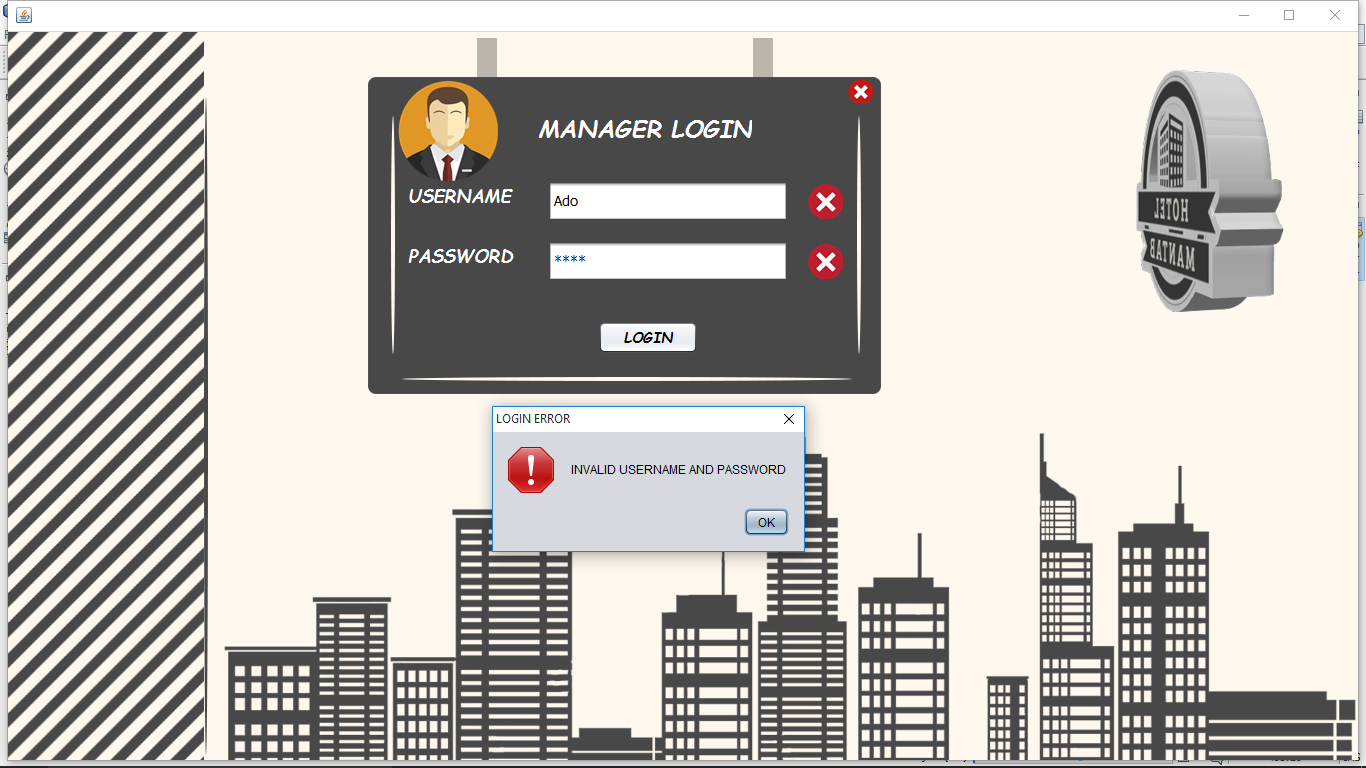 MANAGER LOGIN
USERNAME
Ado
PASSWORD
****
LOGIN
HOTEL
MANTAB
LOGIN ERROR
INVALID USERNAME AND PASSWORD
OK